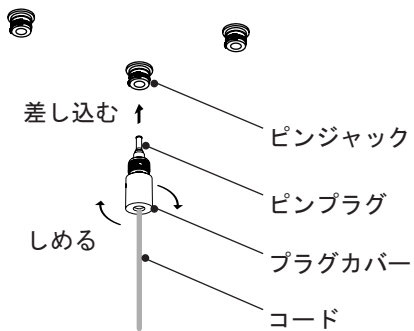 差し込む
ピンジャック
ピンプラグ
しめる
プラグカバー
コード